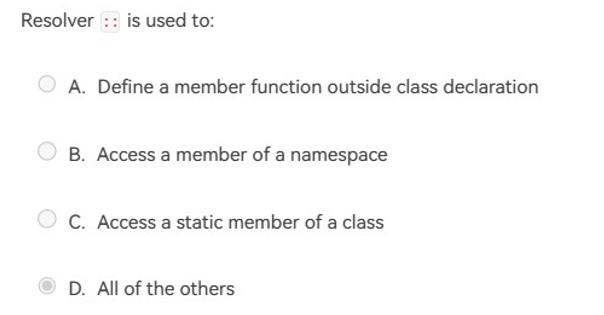 Resolver :: is used to:
A. Define a member function outside class declaration
B. Access a member of a namespace
C. Access a static member of a class
D. All of the others